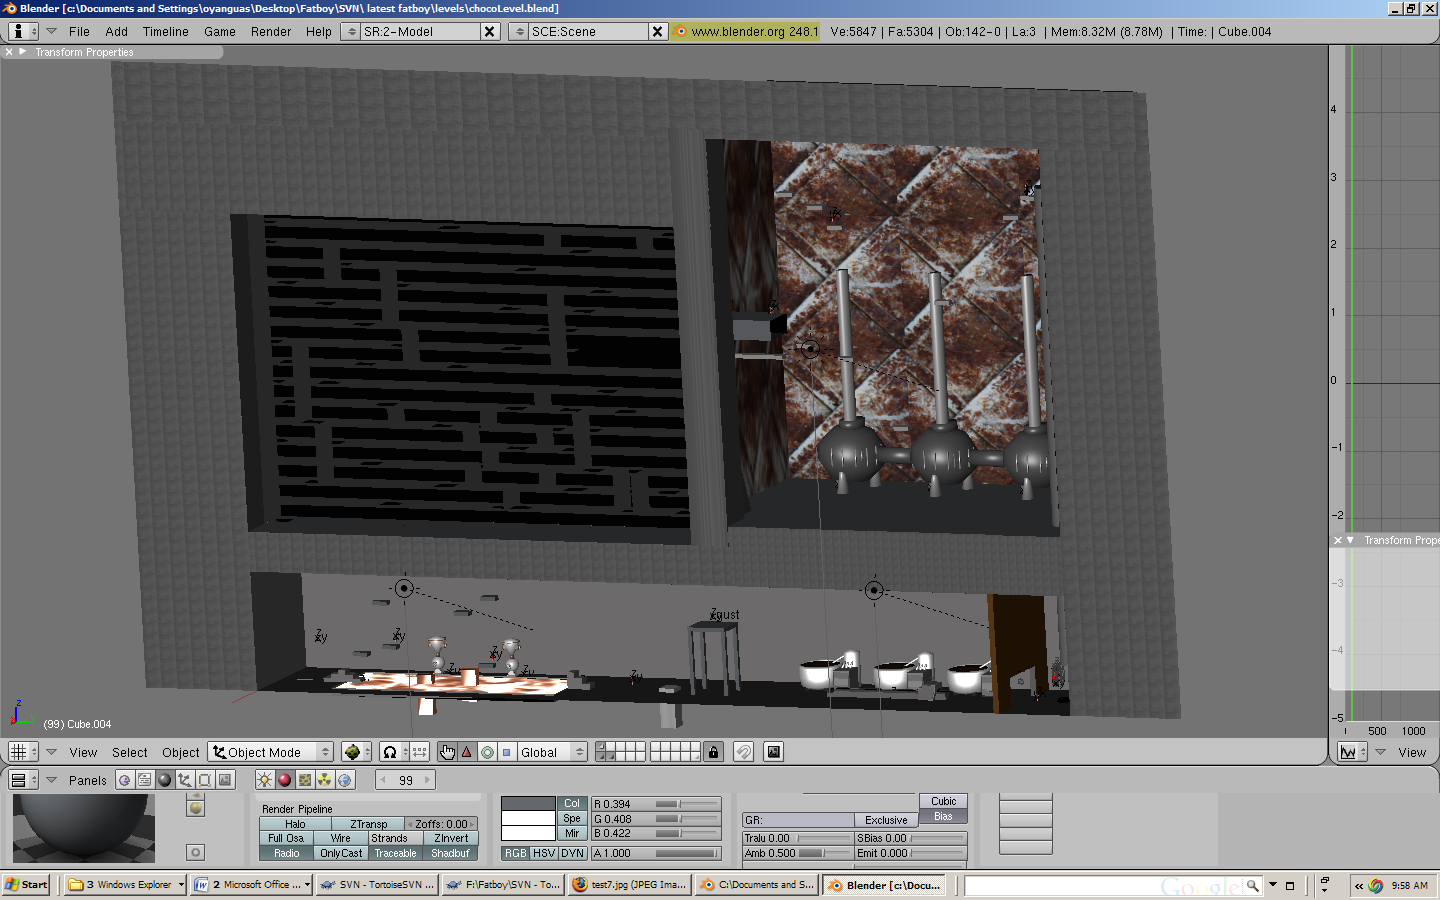 Blender [c:\Documents and Settings\oyanguas\Desktop\Fatboy\SVN\ latest fatboy\levels\chocoLevel.blend]
File Add Timeline Game Render Help SR:2-Model SCE:Scene www.blender.org 248.1 Ve:5847 | Fa:5304 | Ob:142-0 | La:3 | Mem:8.32M (8.78M) | Time: | Cube.004
Transform Properties
4
3
2
1
0
-1
-2
Transform Prope
-3
-4
-5
500 1000
z
x
(99) Cube.004
View Select Object Object Mode Global View
Panels 99
Render Pipeline
Halo ZTransp Zoffs: 0.00
Full Osa Wire Strands ZInvert
Radio OnlyCast Traceable Shadbuf
Col R 0.394
Spe G 0.408
Mir B 0.422
RGB HSV DYN A 1.000
Cubic
GR: Exclusive Bias
Tralu 0.00 SBias 0.00
Amb 0.500 Emit 0.000
Start 3 Windows Explorer 2 Microsoft Office ... SVN - TortoiseSVN ... F:\Fatboy\SVN - To... test7.jpg (JPEG Ima... C:\Documents and S... Blender [c:\Docu... Google 9:58 AM